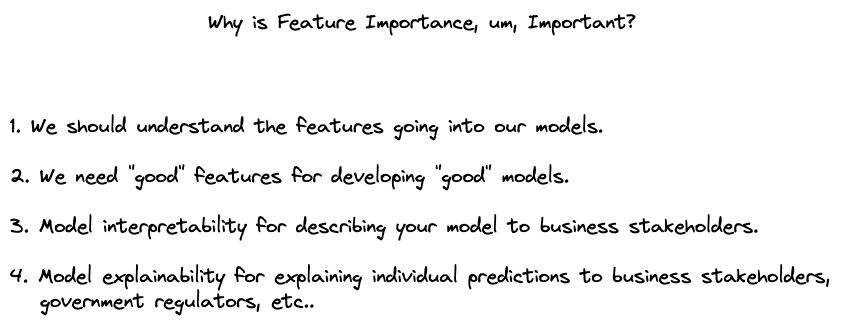 Why is Feature Importance, um, Important?
1. We should understand the features going into our models.
2. We need "good" features for developing "good" models.
3. Model interpretability for describing your model to business stakeholders.
4. Model explainability for explaining individual predictions to business stakeholders,
government regulators, etc..